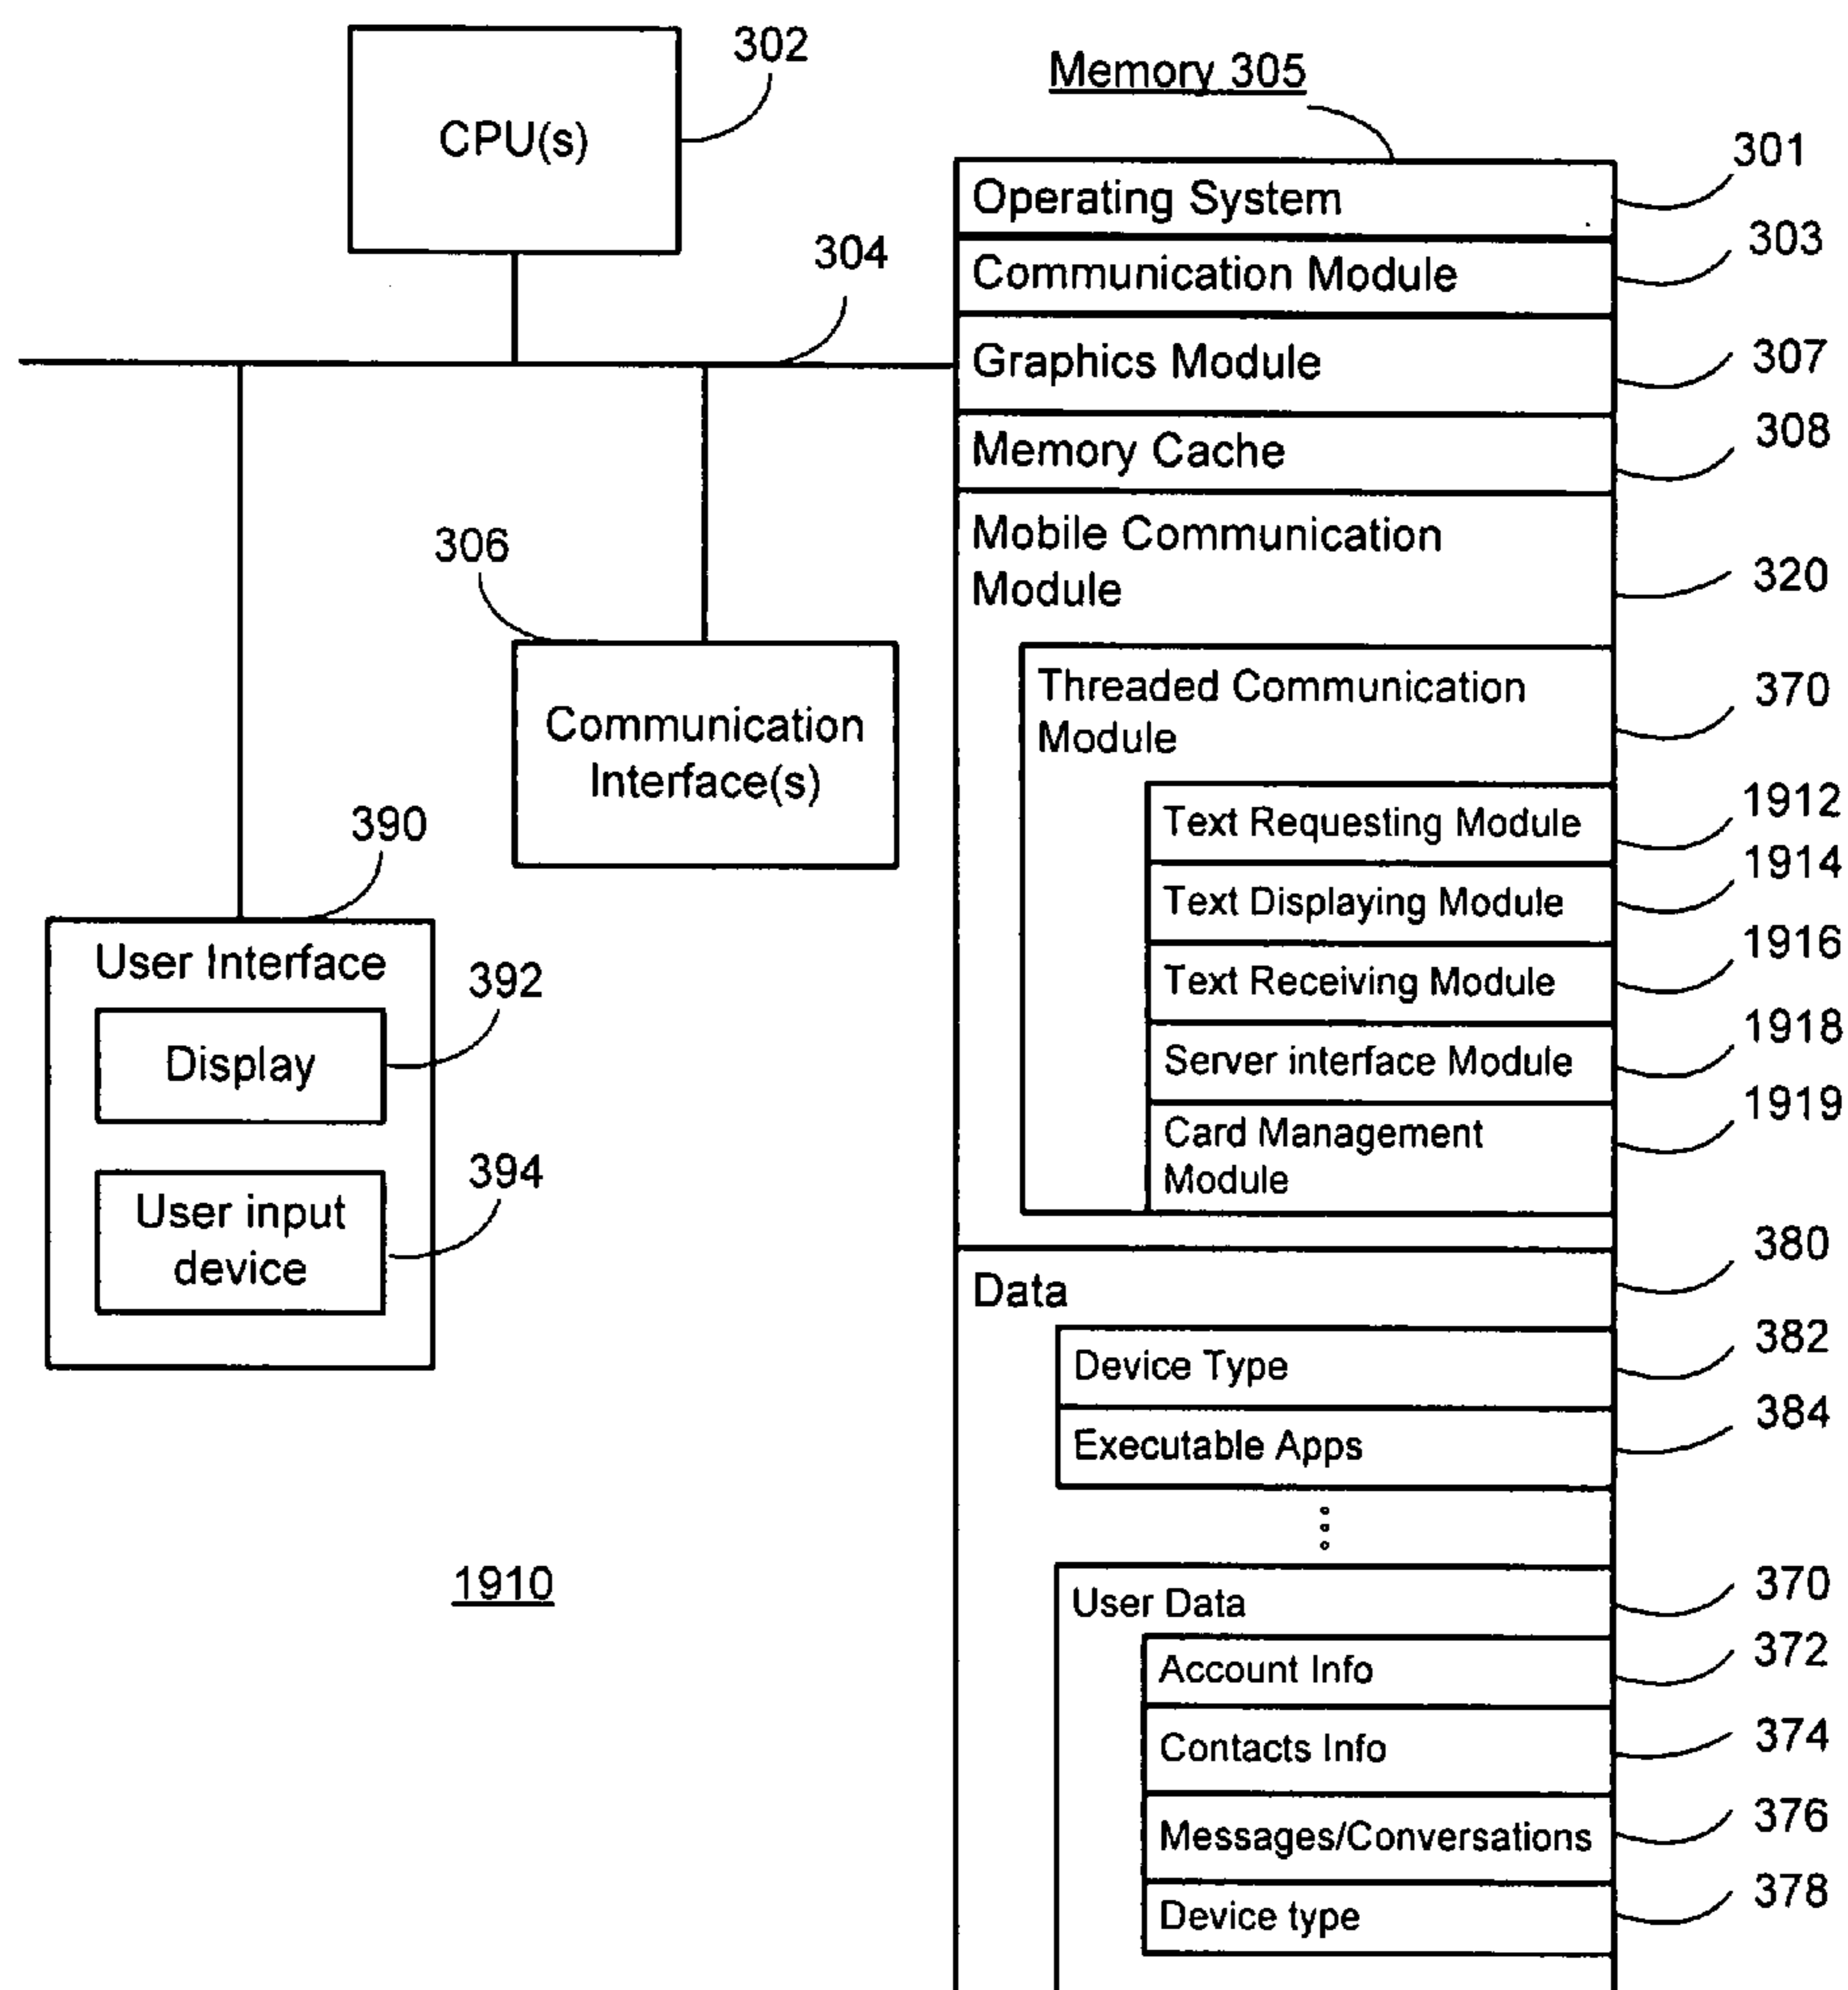 302
CPU(s)
Memory 305
301
Operating System
303
Communication Module
304
307
Graphics Module
308
Memory Cache
Mobile Communication
Module
320
306
Communication
Interface(s)
Threaded Communication
Module
370
1912
Text Requesting Module
1914
Text Displaying Module
1916
Text Receiving Module
1918
Server interface Module
1919
Card Management
Module
390
User Interface
392
Display
394
User input
device
380
Data
382
Device Type
384
Executable Apps
1910
370
User Data
372
Account Info
374
Contacts Info
376
Messages/Conversations
378
Device type